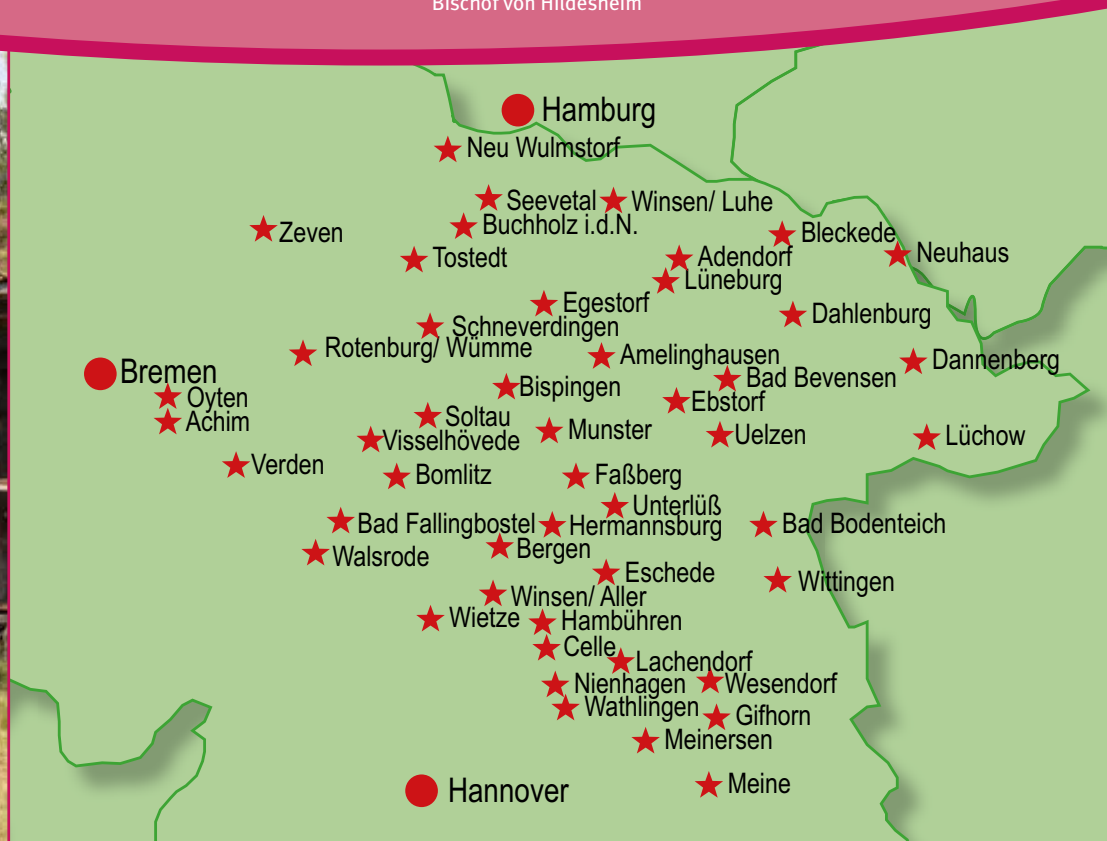 Bischof von Hildesheim
Hamburg
Neu Wulmstorf
Seevetal
Winsen/ Luhe
Buchholz i.d.N.
Zeven
Bleckede
Neuhaus
Tostedt
Adendorf
Lüneburg
Egestorf
Dahlenburg
Schneverdingen
Rotenburg/ Wümme
Amelinghausen
Dannenberg
Bremen
Bad Bevensen
Bispingen
Oyten
Ebstorf
Achim
Soltau
Munster
Uelzen
Lüchow
Visselhövede
Verden
Bomlitz
Faßberg
Unterlüß
Bad Fallingbostel
Hermannsburg
Bad Bodenteich
Bergen
Walsrode
Eschede
Wittingen
Winsen/ Aller
Wietze
Hambühren
Celle
Lachendorf
Nienhagen
Wesendorf
Wathlingen
Gifhorn
Meinersen
Meine
Hannover